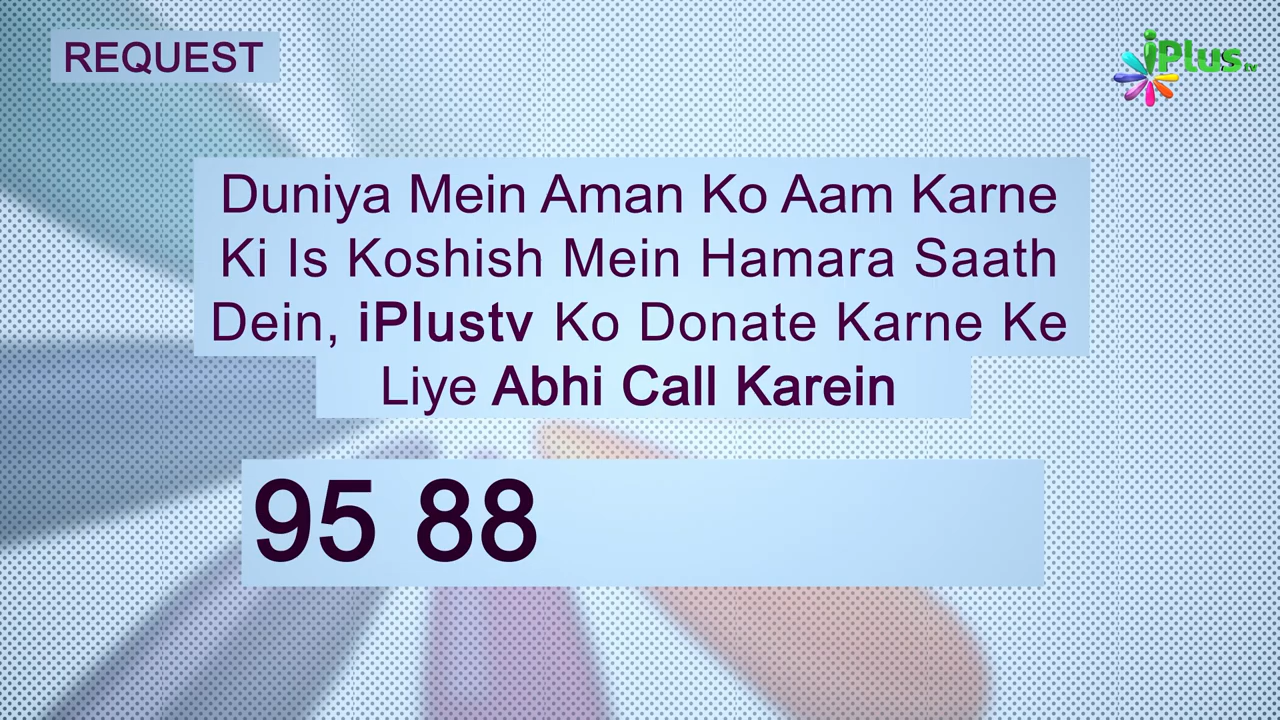 REQUEST
iPlus.tv
Duniya Mein Aman Ko Aam Karne
Ki Is Koshish Mein Hamara Saath
Dein, iPlustv Ko Donate Karne Ke
Liye Abhi Call Karein
95 88